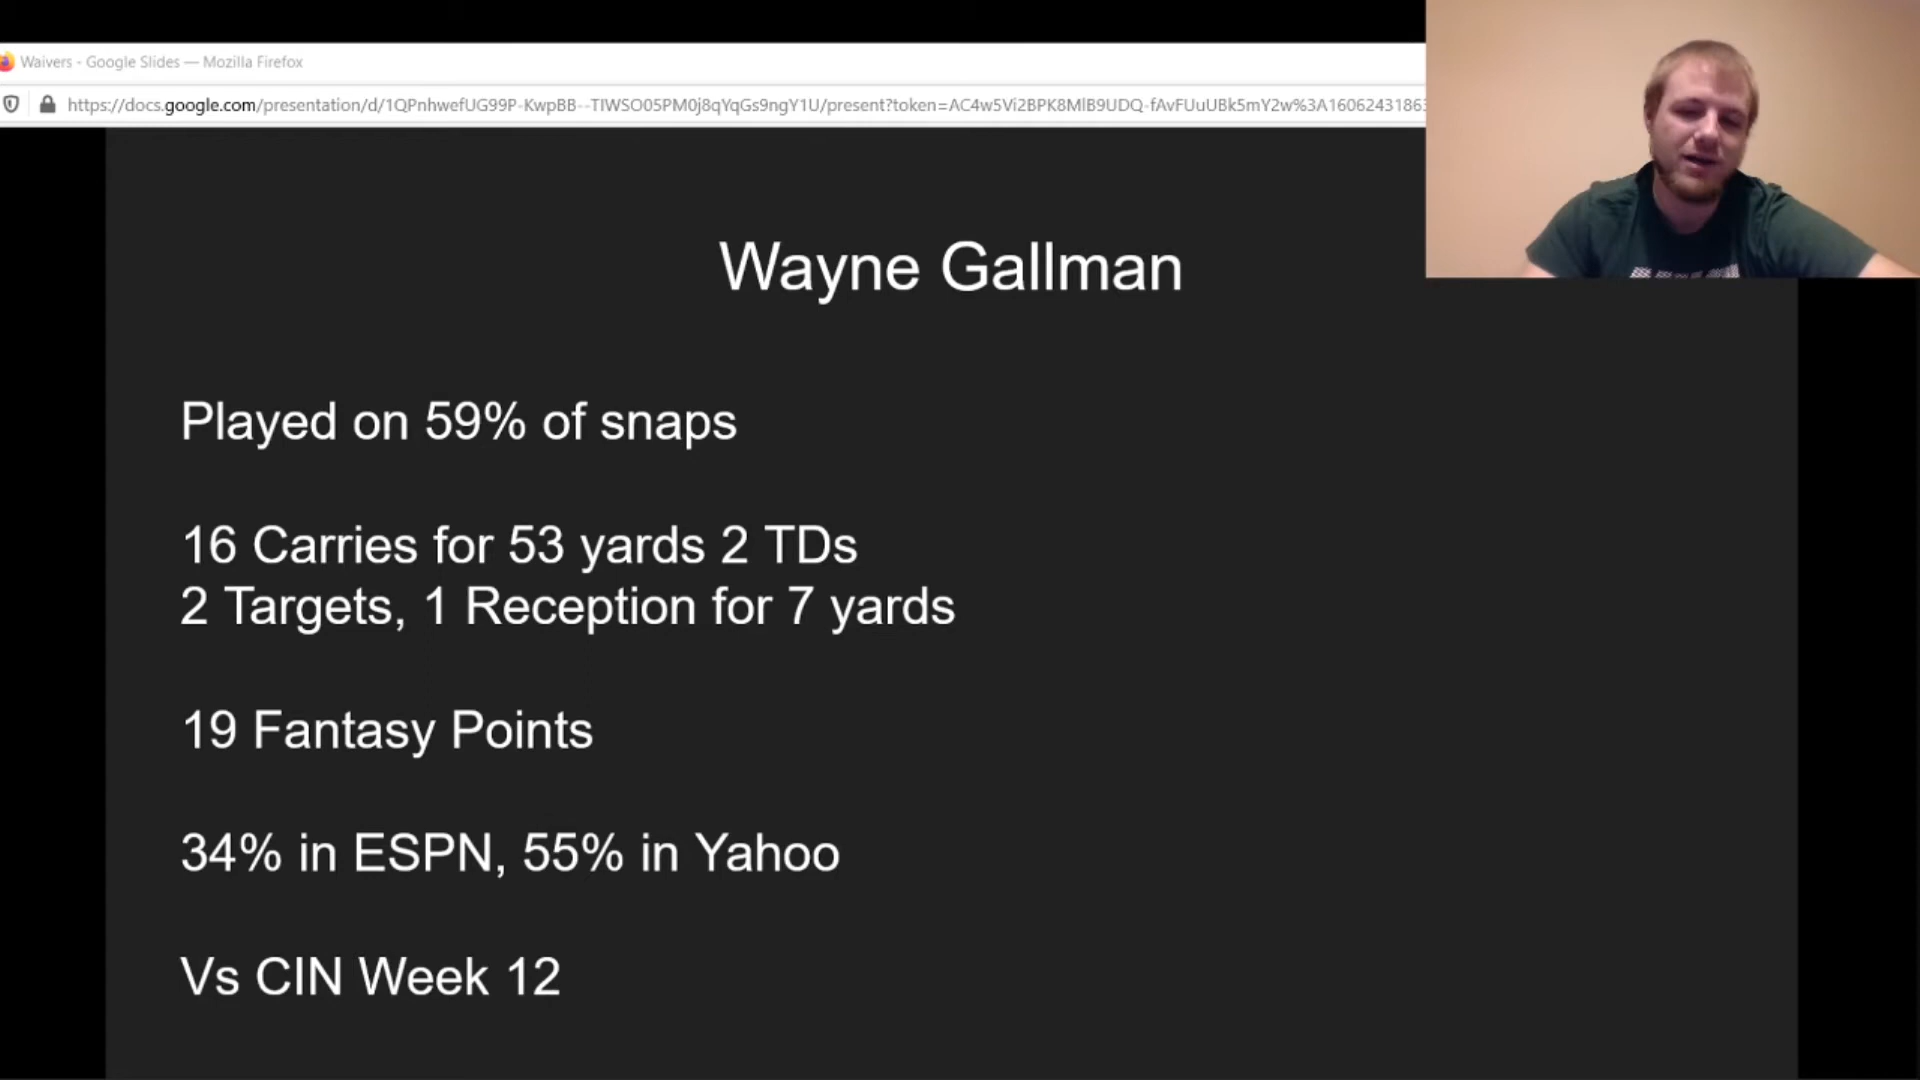 Waivers - Google Slides — Mozilla Firefox
https://docs.google.com/presentation/d/1QPnhwefUG99P-KwpBB--TIWSO05PM0j8qYqGs9ngY1U/present?token=AC4w5Vi2BPK8MlB9UDQ-fAvFUuUBk5mY2w%3A1606243186
Wayne Gallman
Played on 59% of snaps
16 Carries for 53 yards 2 TDs
2 Targets, 1 Reception for 7 yards
19 Fantasy Points
34% in ESPN, 55% in Yahoo
Vs CIN Week 12